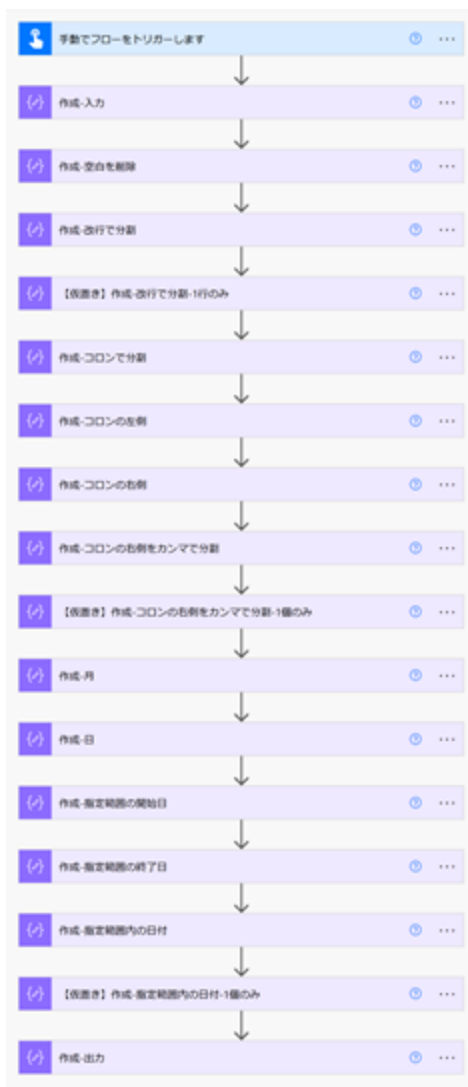 手動でフローをトリガーします
作成-入力
作成-空白を削除
作成-改行で分割
【仮置き】作成-改行で分割-1行のみ
作成-コロンで分割
作成-コロンの左側
作成-コロンの右側
作成-コロンの右側をカンマで分割
【仮置き】作成-コロンの右側をカンマで分割-1個のみ
作成-月
作成-日
作成-指定範囲の開始日
作成-指定範囲の終了日
作成-指定範囲内の日付
【仮置き】作成-指定範囲内の日付-1個のみ
作成-出力